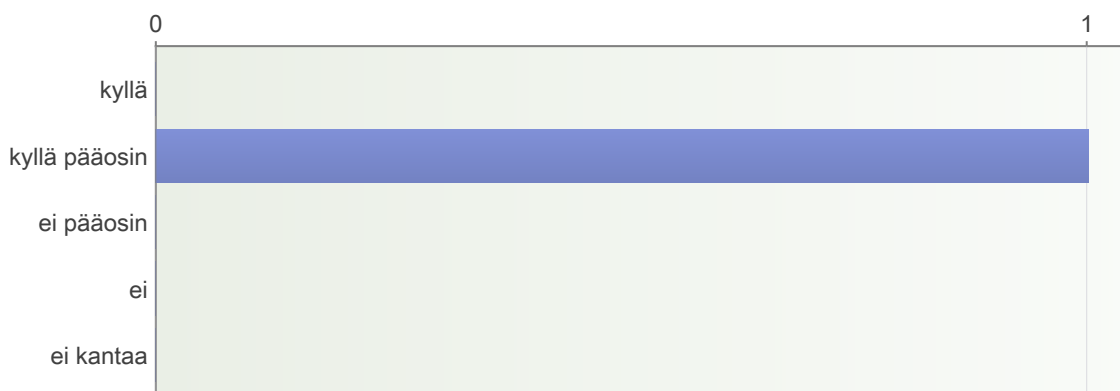 0 1
kyllä
kyllä pääosin
ei pääosin
ei
ei kantaa